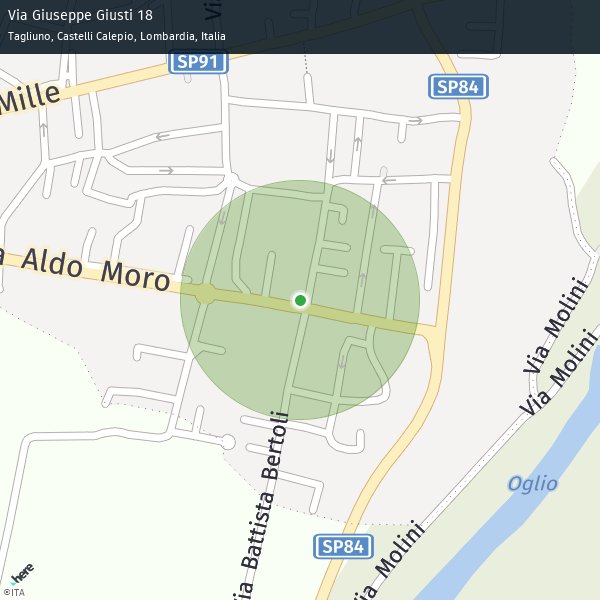 Via Giuseppe Giusti 18
Tagliuno, Castelli Calepio, Lombardia, Italia
SP91
SP84
Mille
Aldo Moro
Via Molini
Via Molini
Oglio
Via Battista Bertoli
SP84
Via Molini
here
©ITA